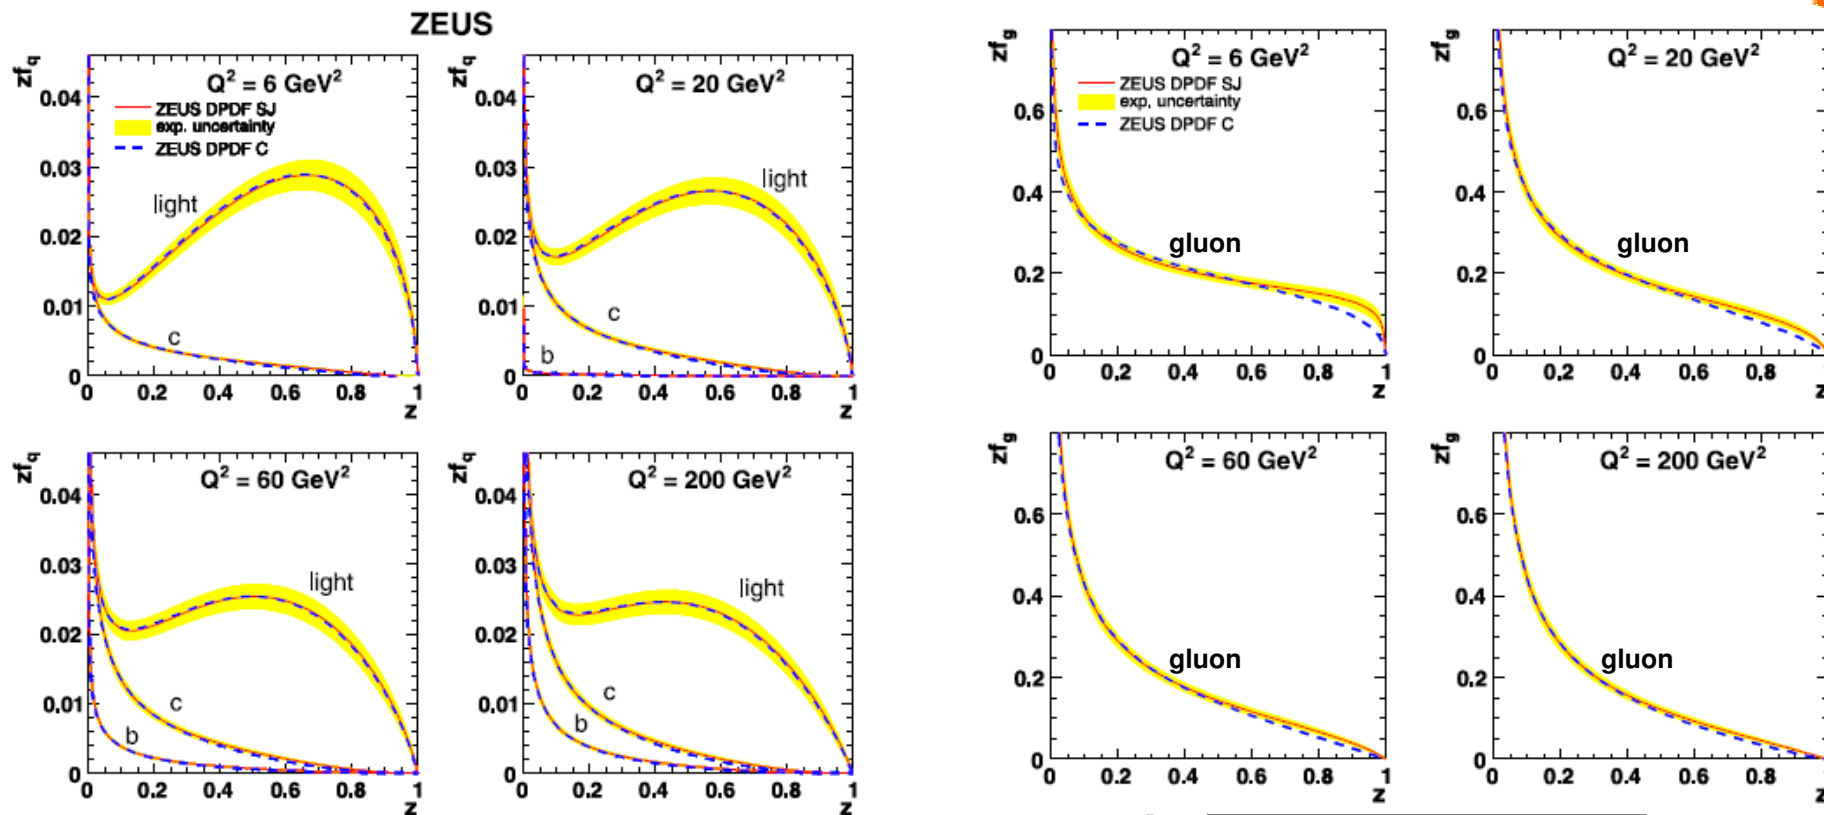 ZEUS
zf_q
Q² = 6 GeV²
ZEUS DPDF SJ
exp. uncertainty
ZEUS DPDF C
light
c
0.04
0.03
0.02
0.01
0
0 0.2 0.4 0.6 0.8 1
z
zf_q
Q² = 20 GeV²
light
c
b
0.04
0.03
0.02
0.01
0
0 0.2 0.4 0.6 0.8 1
z
zf_g
Q² = 6 GeV²
ZEUS DPDF SJ
exp. uncertainty
ZEUS DPDF C
gluon
0.6
0.4
0.2
0
0 0.2 0.4 0.6 0.8 1
z
zf_g
Q² = 20 GeV²
gluon
0.6
0.4
0.2
0
0 0.2 0.4 0.6 0.8 1
zf_q
Q² = 60 GeV²
light
c
b
0.04
0.03
0.02
0.01
0
0 0.2 0.4 0.6 0.8 1
z
zf_q
Q² = 200 GeV²
light
c
b
0.04
0.03
0.02
0.01
0
0 0.2 0.4 0.6 0.8 1
z
zf_g
Q² = 60 GeV²
gluon
0.6
0.4
0.2
0
0 0.2 0.4 0.6 0.8 1
z
zf_g
Q² = 200 GeV²
gluon
0.6
0.4
0.2
0
0 0.2 0.4 0.6 0.8 1